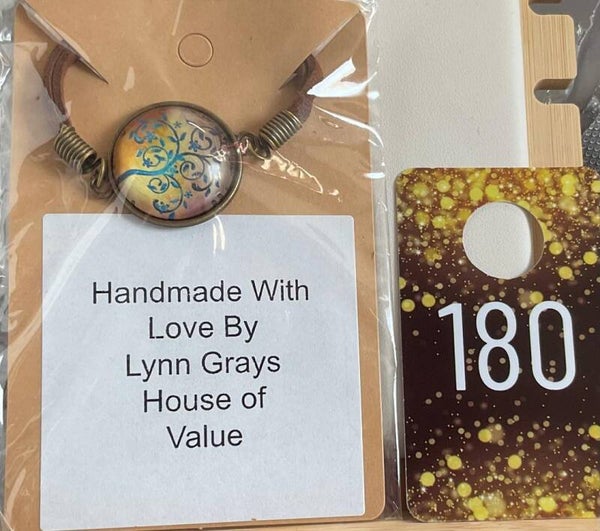 Handmade With
Love By
Lynn Grays
House of
Value
180